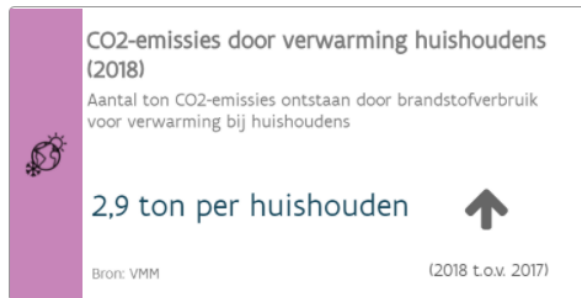 CO2-emissies door verwarming huishoudens
(2018)
Aantal ton CO2-emissies ontstaan door brandstofverbruik
voor verwarming bij huishoudens
2,9 ton per huishouden
Bron: VMM
(2018 t.o.v. 2017)